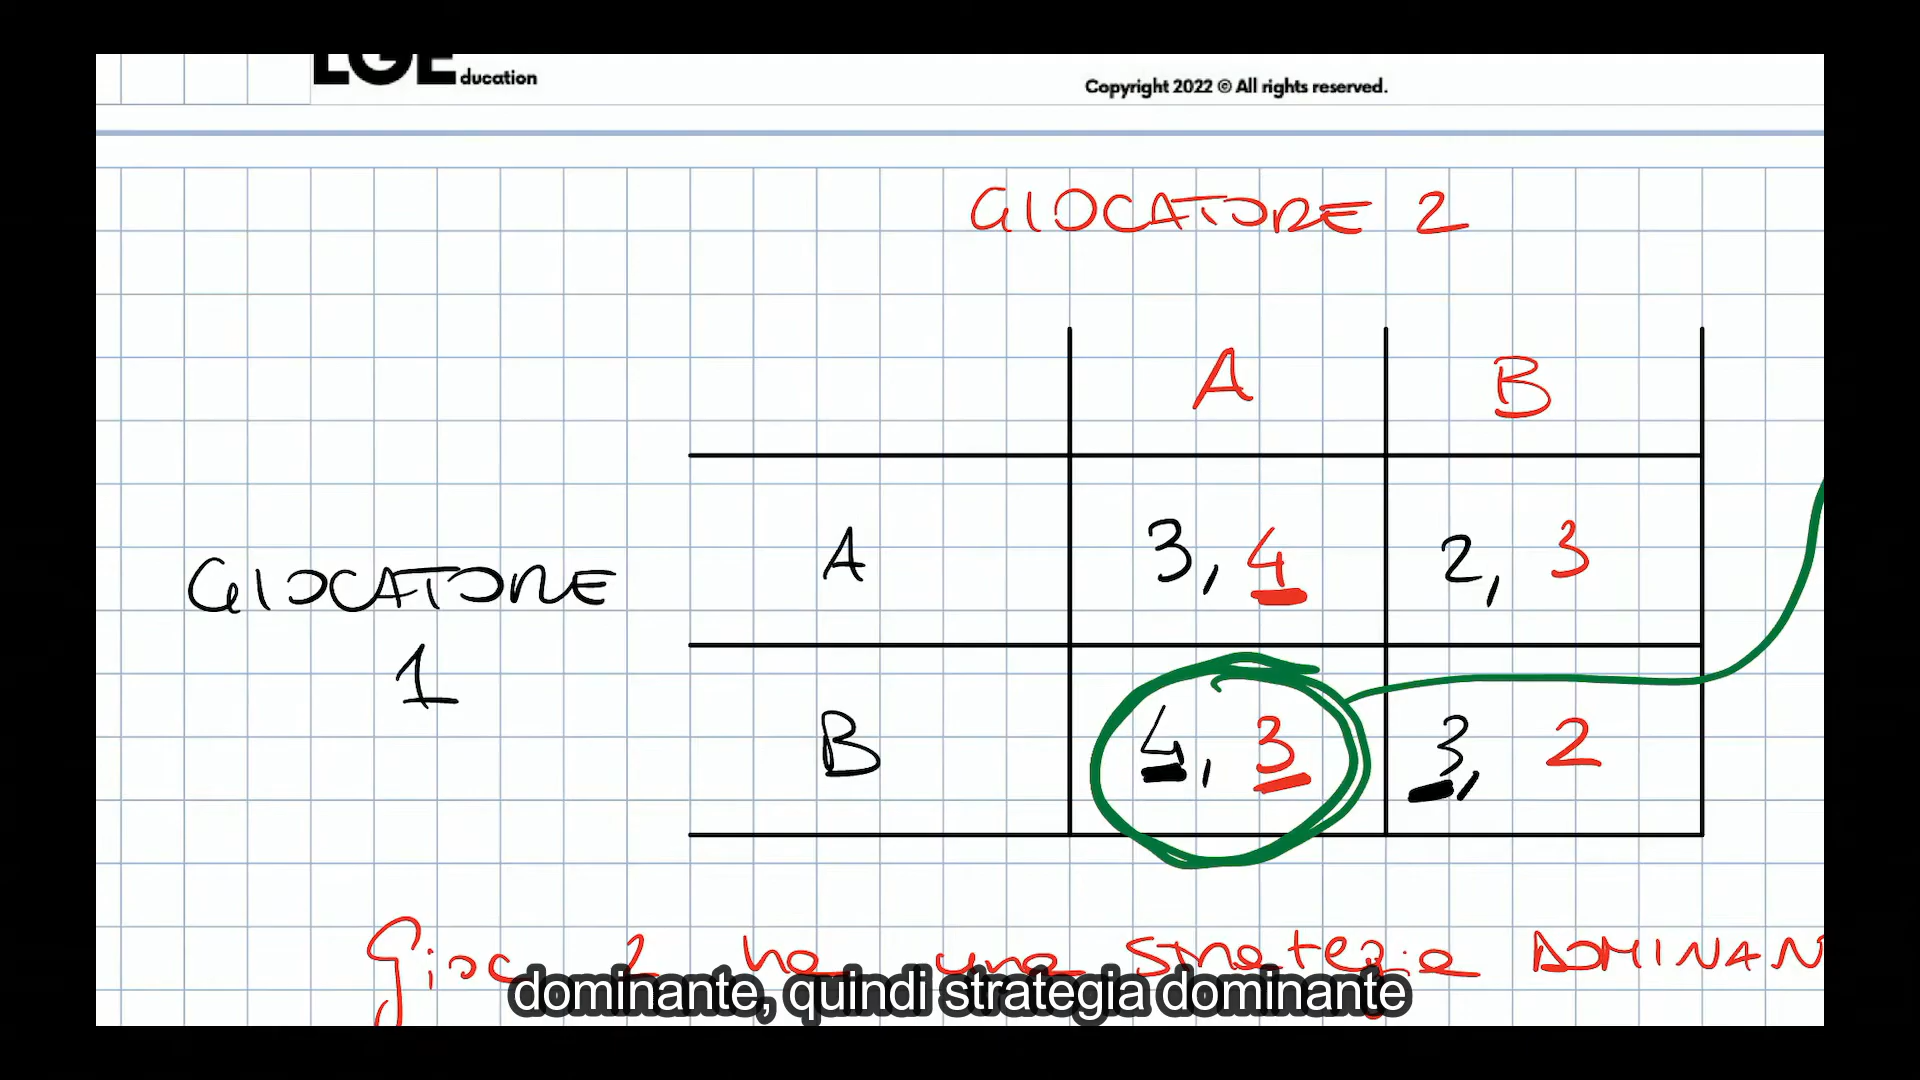 LGE ducation
Copyright 2022 © All rights reserved.
GIOCATORE 2
A B
A 3, 4 2, 3
GIOCATORE
1
B 4, 3 3, 2
Gioc 2 ha una strategia DOMINAN
dominante, quindi strategia dominante